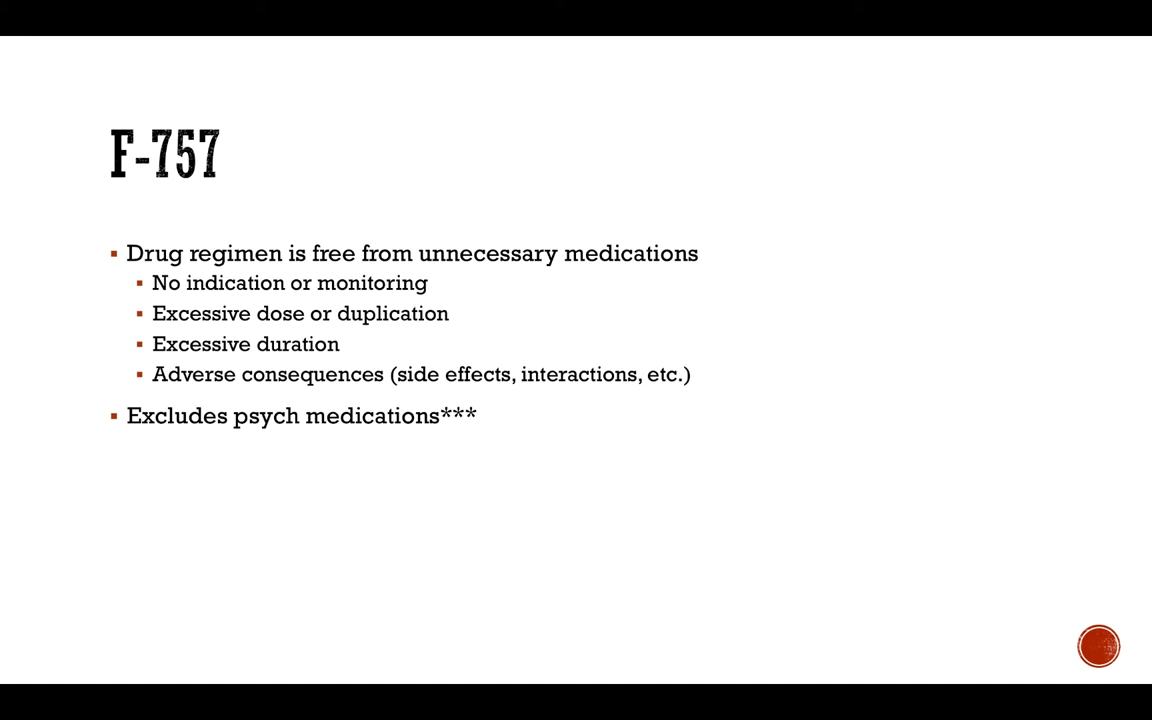 F-757
Drug regimen is free from unnecessary medications
No indication or monitoring
Excessive dose or duplication
Excessive duration
Adverse consequences (side effects, interactions, etc.)
Excludes psych medications***